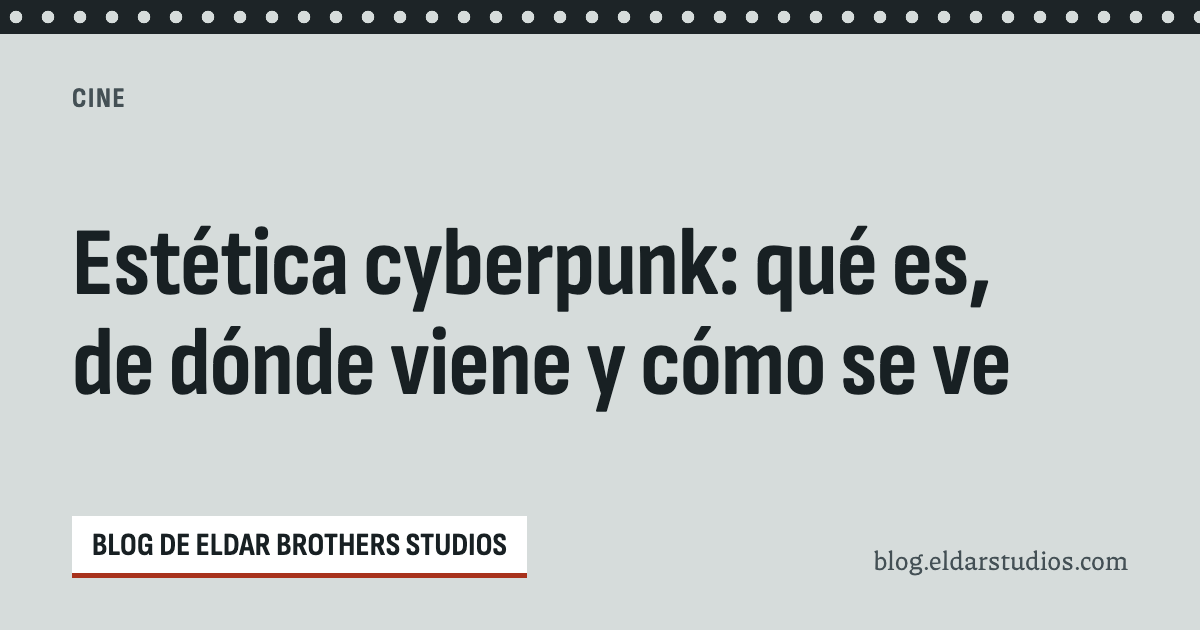 CINE
Estética cyberpunk: qué es,
de dónde viene y cómo se ve
BLOG DE ELDAR BROTHERS STUDIOS
blog.eldarstudios.com